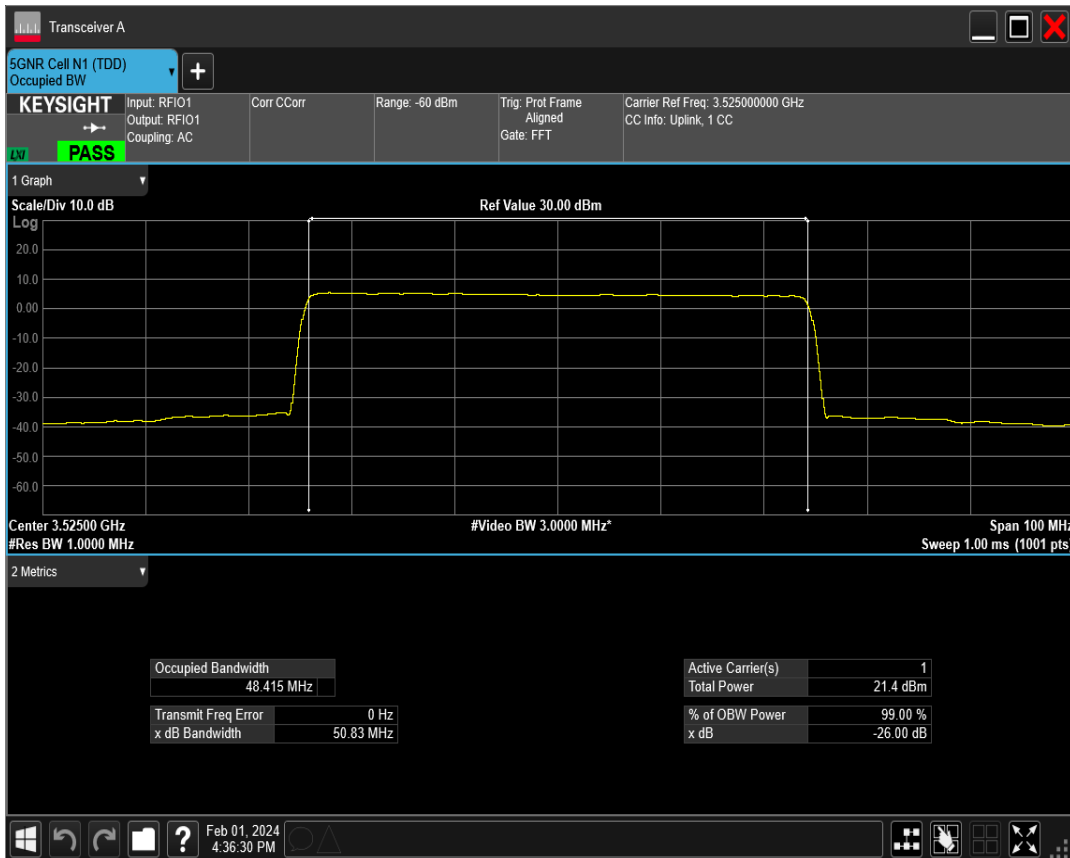 Transceiver A
5GNR Cell N1 (TDD)
Occupied BW
KEYSIGHT
LXI
PASS
Input: RFIO1
Output: RFIO1
Coupling: AC
Corr CCorr
Range: -60 dBm
Trig: Prot Frame
Aligned
Gate: FFT
Carrier Ref Freq: 3.525000000 GHz
CC Info: Uplink, 1 CC
1 Graph
Scale/Div 10.0 dB
Ref Value 30.00 dBm
Log
20.0
10.0
0.00
-10.0
-20.0
-30.0
-40.0
-50.0
-60.0
Center 3.52500 GHz
#Video BW 3.0000 MHz*
Span 100 MHz
#Res BW 1.0000 MHz
Sweep 1.00 ms (1001 pts)
2 Metrics
Occupied Bandwidth
48.415 MHz
Transmit Freq Error 0 Hz
x dB Bandwidth 50.83 MHz
Active Carrier(s) 1
Total Power 21.4 dBm
% of OBW Power 99.00 %
x dB -26.00 dB
?
Feb 01, 2024
4:36:30 PM